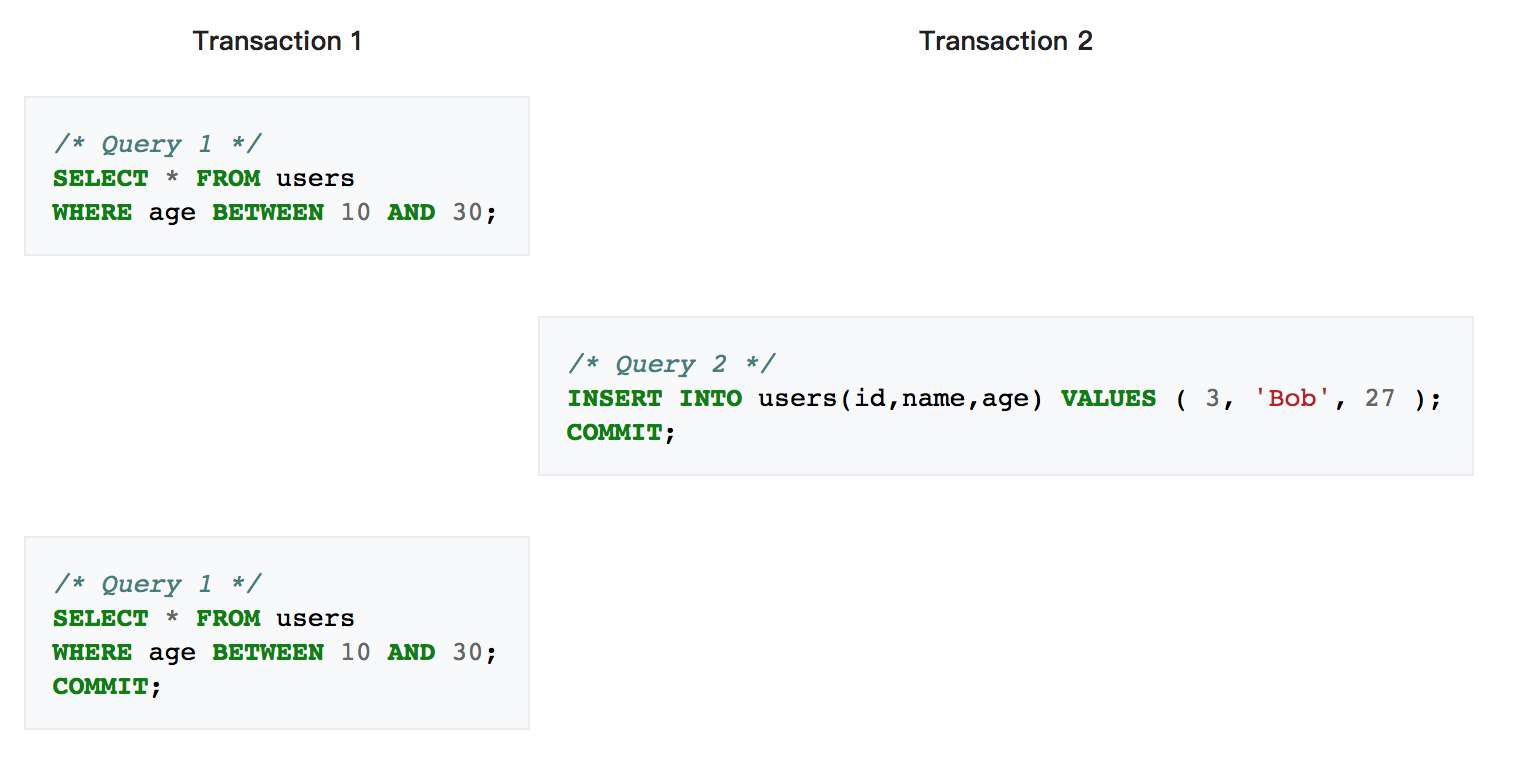 Transaction 1
Transaction 2
/* Query 1 */
SELECT * FROM users
WHERE age BETWEEN 10 AND 30;
/* Query 2 */
INSERT INTO users(id,name,age) VALUES ( 3, 'Bob', 27 );
COMMIT;
/* Query 1 */
SELECT * FROM users
WHERE age BETWEEN 10 AND 30;
COMMIT;